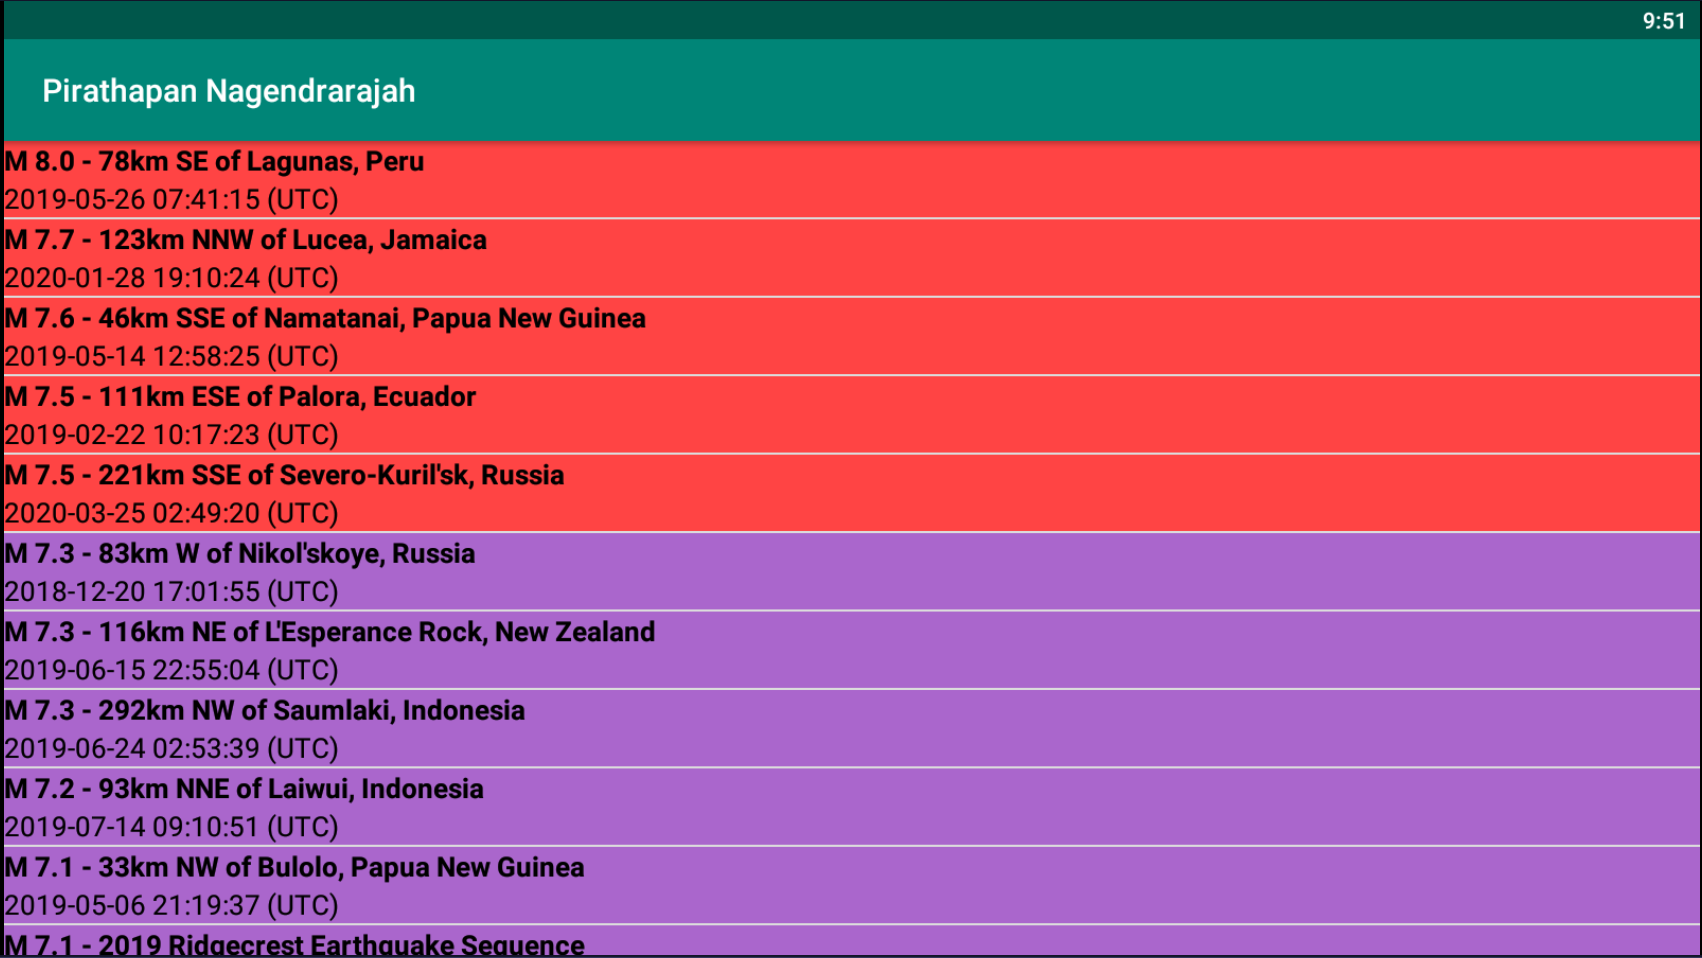 9:51
Pirathapan Nagendrarajah
M 8.0 - 78km SE of Lagunas, Peru
2019-05-26 07:41:15 (UTC)
M 7.7 - 123km NNW of Lucea, Jamaica
2020-01-28 19:10:24 (UTC)
M 7.6 - 46km SSE of Namatanai, Papua New Guinea
2019-05-14 12:58:25 (UTC)
M 7.5 - 111km ESE of Palora, Ecuador
2019-02-22 10:17:23 (UTC)
M 7.5 - 221km SSE of Severo-Kuril'sk, Russia
2020-03-25 02:49:20 (UTC)
M 7.3 - 83km W of Nikol'skoye, Russia
2018-12-20 17:01:55 (UTC)
M 7.3 - 116km NE of L'Esperance Rock, New Zealand
2019-06-15 22:55:04 (UTC)
M 7.3 - 292km NW of Saumlaki, Indonesia
2019-06-24 02:53:39 (UTC)
M 7.2 - 93km NNE of Laiwui, Indonesia
2019-07-14 09:10:51 (UTC)
M 7.1 - 33km NW of Bulolo, Papua New Guinea
2019-05-06 21:19:37 (UTC)
M 7.1 - 2019 Ridgecrest Earthquake Sequence